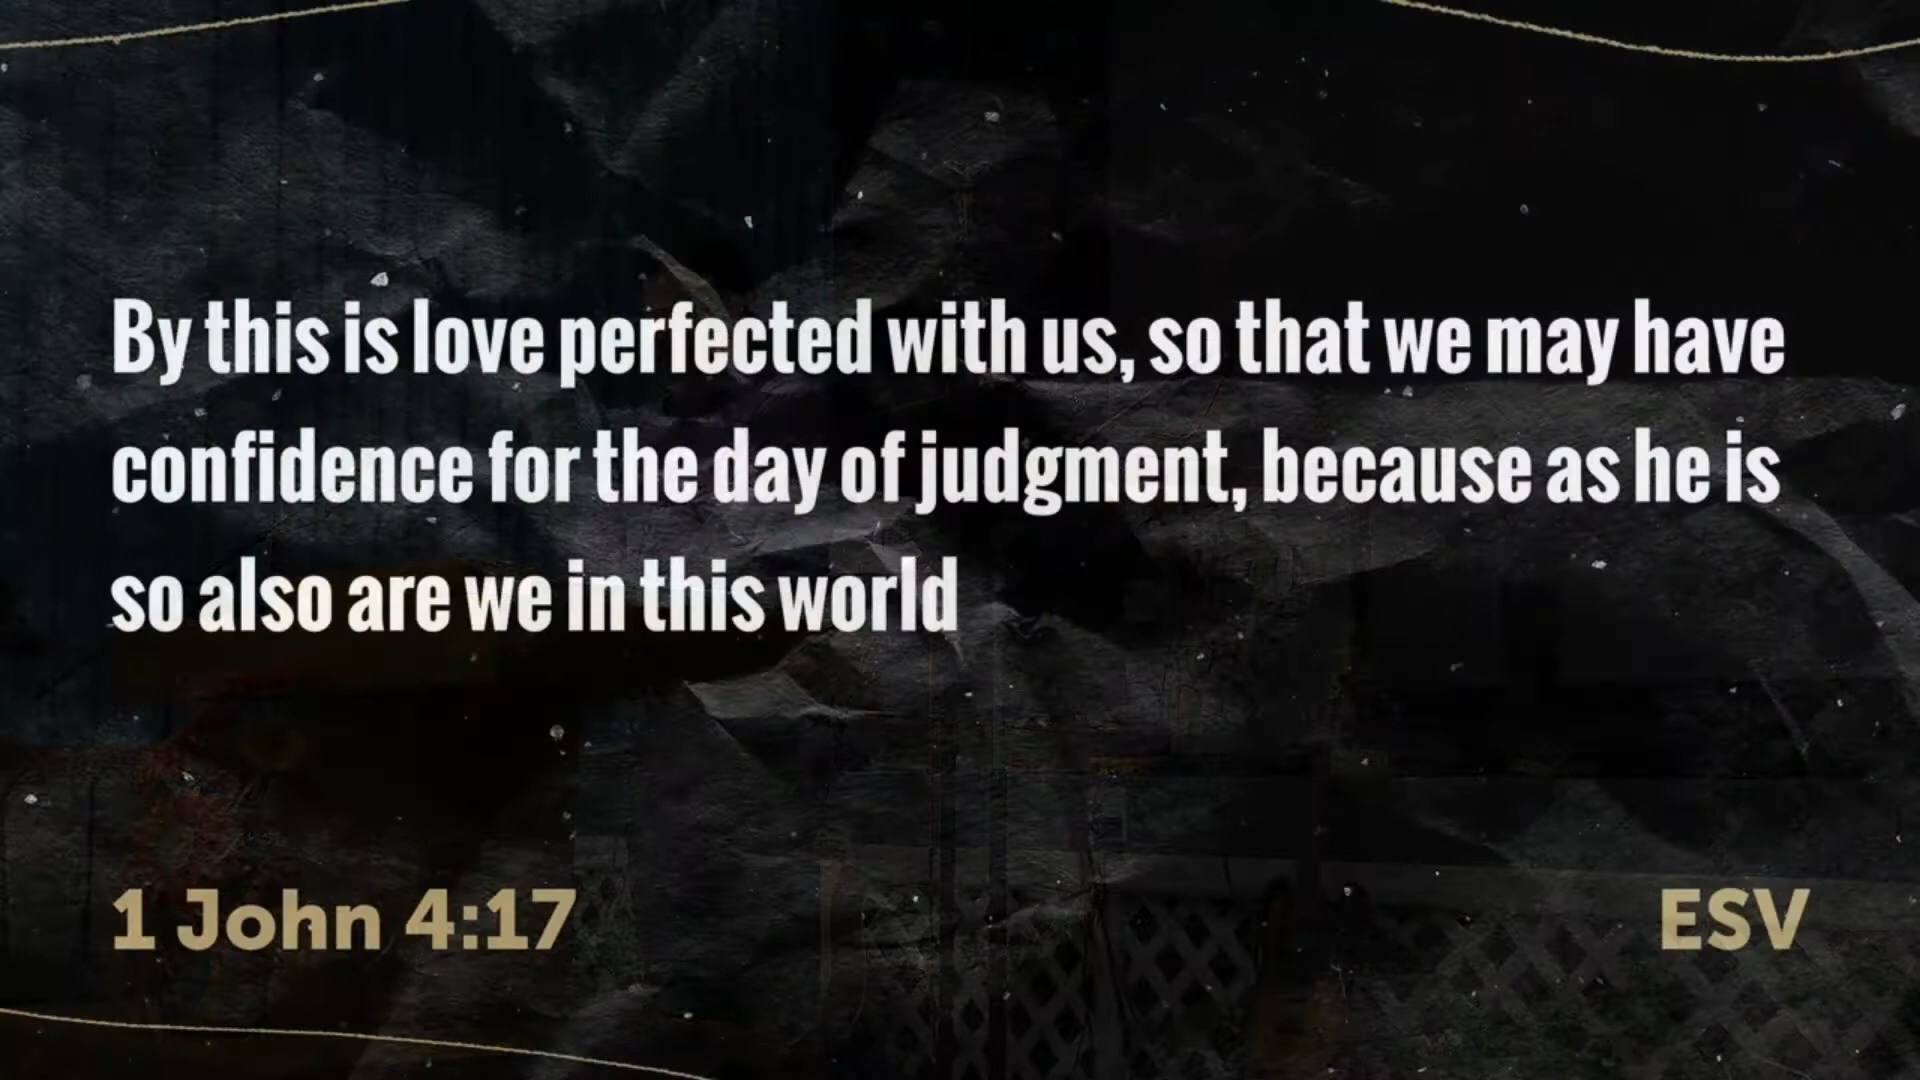 By this is love perfected with us, so that we may have
confidence for the day of judgment, because as he is
so also are we in this world
1 John 4:17
ESV